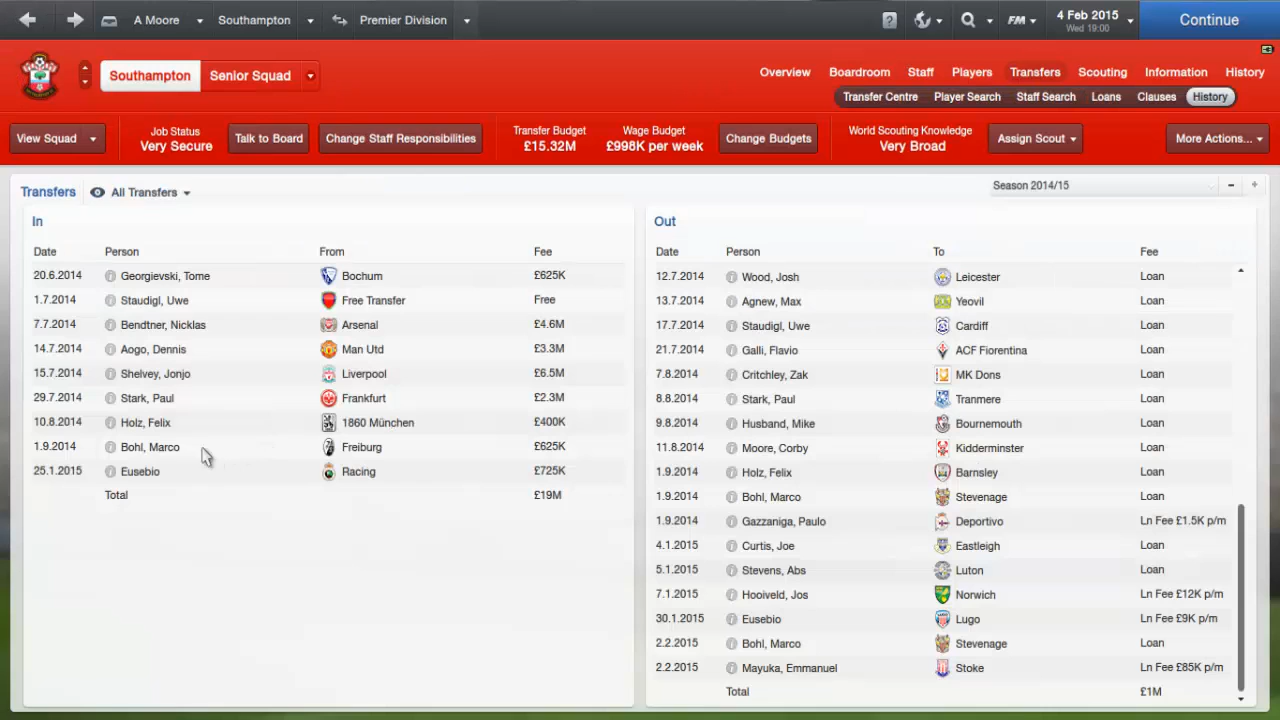 A Moore Southampton Premier Division FM 4 Feb 2015 Wed 19:00 Continue
Southampton Senior Squad
Overview Boardroom Staff Players Transfers Scouting Information History
Transfer Centre Player Search Staff Search Loans Clauses History
View Squad Job Status Very Secure Talk to Board Change Staff Responsibilities Transfer Budget £15.32M Wage Budget £998K per week Change Budgets World Scouting Knowledge Very Broad Assign Scout More Actions...
Transfers All Transfers Season 2014/15
In
Date Person From Fee
20.6.2014 Georgievski, Tome Bochum £625K
1.7.2014 Staudigl, Uwe Free Transfer Free
7.7.2014 Bendtner, Nicklas Arsenal £4.6M
14.7.2014 Aogo, Dennis Man Utd £3.3M
15.7.2014 Shelvey, Jonjo Liverpool £6.5M
29.7.2014 Stark, Paul Frankfurt £2.3M
10.8.2014 Holz, Felix 1860 München £400K
1.9.2014 Bohl, Marco Freiburg £625K
25.1.2015 Eusebio Racing £725K
Total £19M
Out
Date Person To Fee
12.7.2014 Wood, Josh Leicester Loan
13.7.2014 Agnew, Max Yeovil Loan
17.7.2014 Staudigl, Uwe Cardiff Loan
21.7.2014 Galli, Flavio ACF Fiorentina Loan
7.8.2014 Critchley, Zak MK Dons Loan
8.8.2014 Stark, Paul Tranmere Loan
9.8.2014 Husband, Mike Bournemouth Loan
11.8.2014 Moore, Corby Kidderminster Loan
1.9.2014 Holz, Felix Barnsley Loan
1.9.2014 Bohl, Marco Stevenage Loan
1.9.2014 Gazzaniga, Paulo Deportivo Ln Fee £1.5K p/m
4.1.2015 Curtis, Joe Eastleigh Loan
5.1.2015 Stevens, Abs Luton Loan
7.1.2015 Hooiveld, Jos Norwich Ln Fee £12K p/m
30.1.2015 Eusebio Lugo Ln Fee £9K p/m
2.2.2015 Bohl, Marco Stevenage Loan
2.2.2015 Mayuka, Emmanuel Stoke Ln Fee £85K p/m
Total £1M